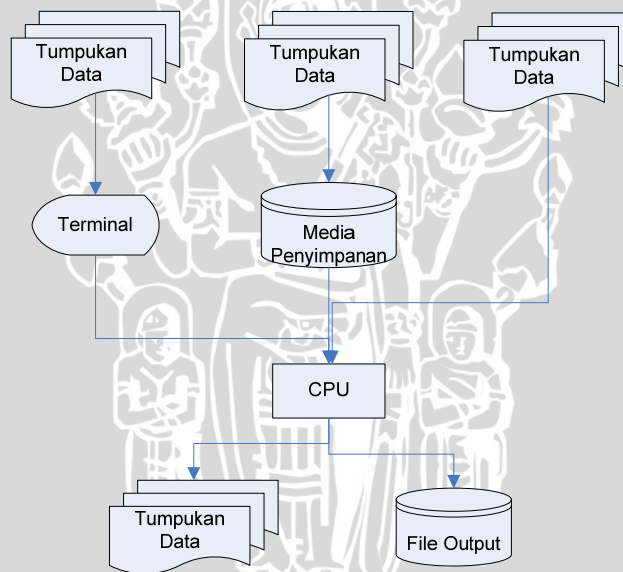 Tumpukan
Data
Tumpukan
Data
Tumpukan
Data
Terminal
Media
Penyimpanan
CPU
Tumpukan
Data
File Output